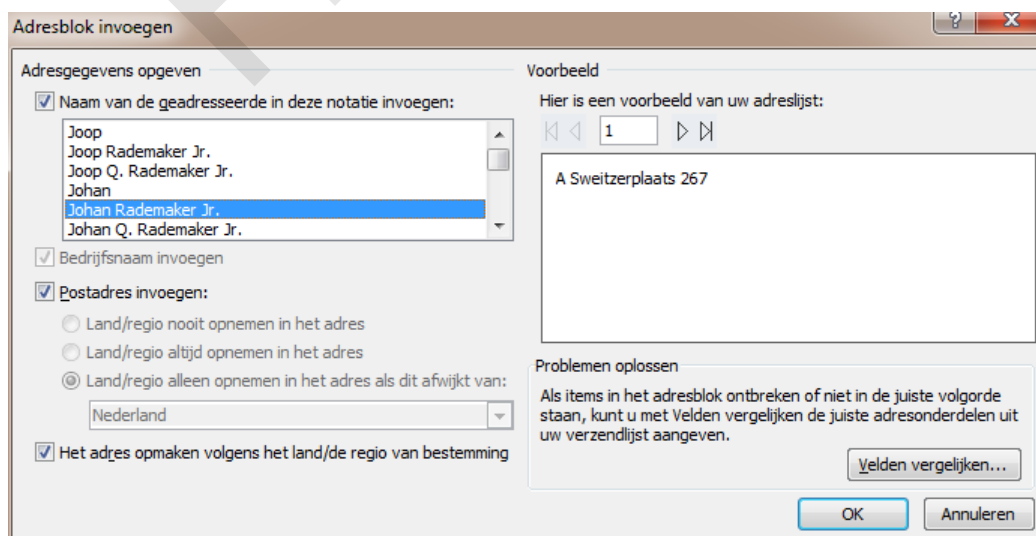 Adresblok invoegen
Adresgegevens opgeven
Naam van de geadresseerde in deze notatie invoegen:
Joop
Joop Rademaker Jr.
Joop Q. Rademaker Jr.
Johan
Johan Rademaker Jr.
Johan Q. Rademaker Jr.
Bedrijfsnaam invoegen
Postadres invoegen:
Land/regio nooit opnemen in het adres
Land/regio altijd opnemen in het adres
Land/regio alleen opnemen in het adres als dit afwijkt van:
Nederland
Het adres opmaken volgens het land/de regio van bestemming
Voorbeeld
Hier is een voorbeeld van uw adreslijst:
1
A Sweitzerplaats 267
Problemen oplossen
Als items in het adresblok ontbreken of niet in de juiste volgorde
staan, kunt u met Velden vergelijken de juiste adresonderdelen uit
uw verzendlijst aangeven.
Velden vergelijken...
OK
Annuleren